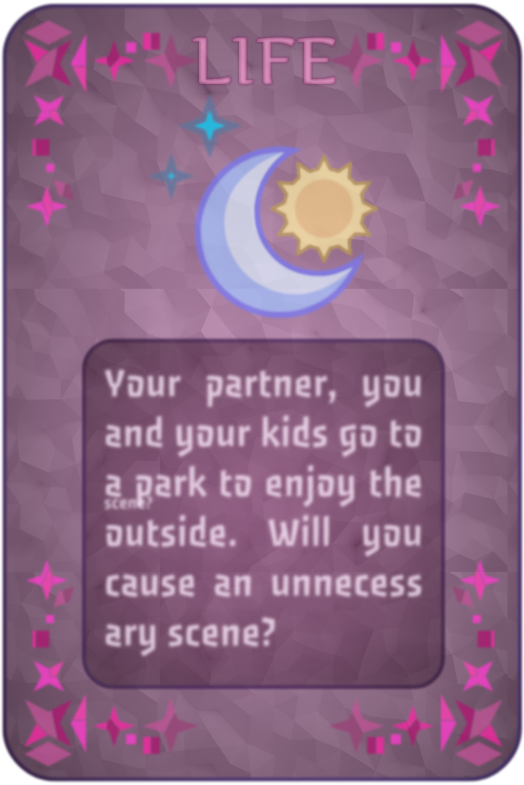 LIFE
Your partner, you
and your kids go to
a park to enjoy the
scene?
outside. Will you
cause an unnecess
ary scene?